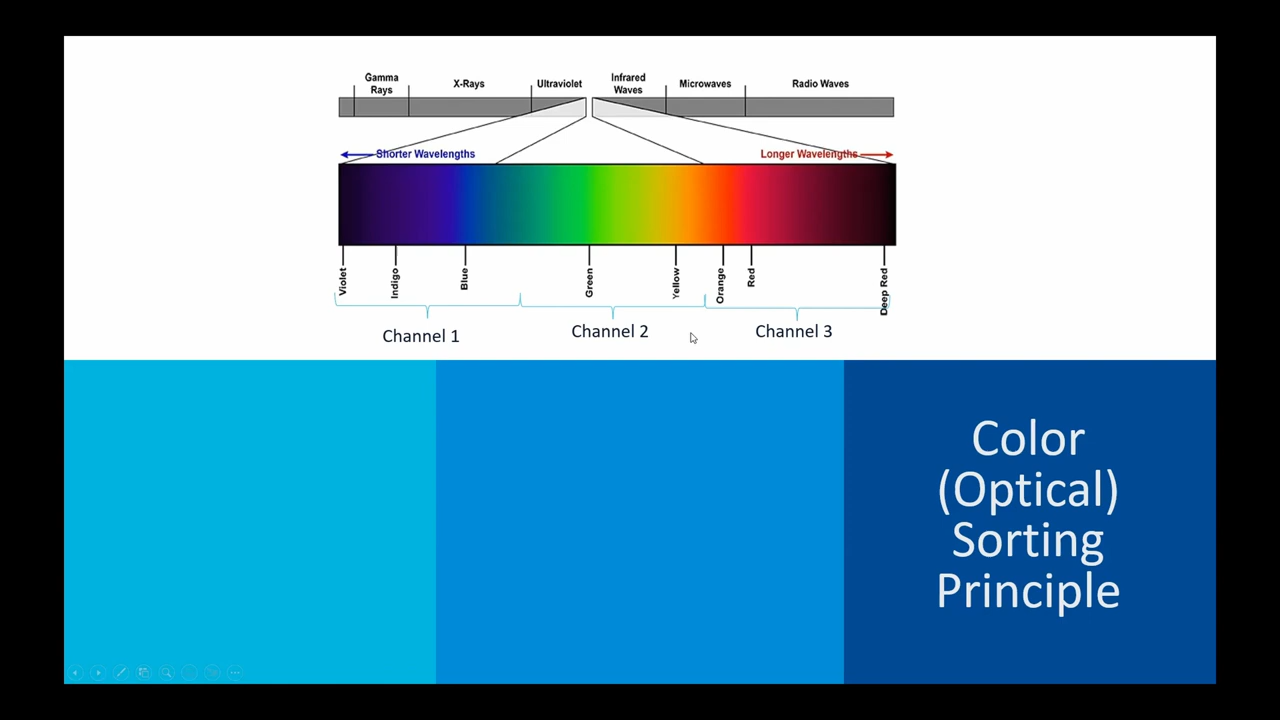 Gamma
Rays
X-Rays
Ultraviolet
Infrared
Waves
Microwaves
Radio Waves
Shorter Wavelengths
Longer Wavelengths
Violet
Indigo
Blue
Green
Yellow
Orange
Red
Deep Red
Channel 1
Channel 2
Channel 3
Color
(Optical)
Sorting
Principle